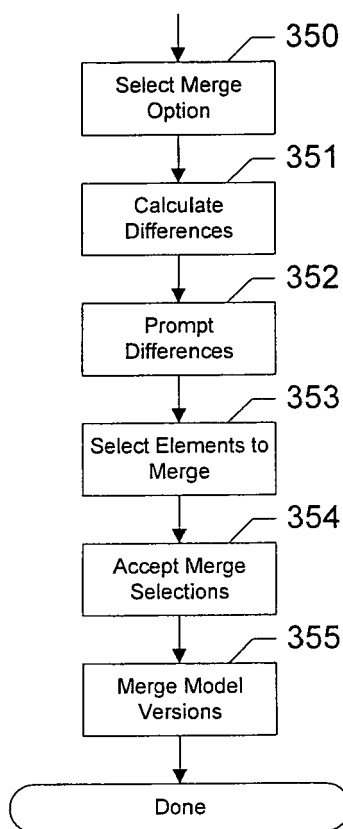 350
Select Merge
Option
351
Calculate
Differences
352
Prompt
Differences
353
Select Elements to
Merge
354
Accept Merge
Selections
355
Merge Model
Versions
Done